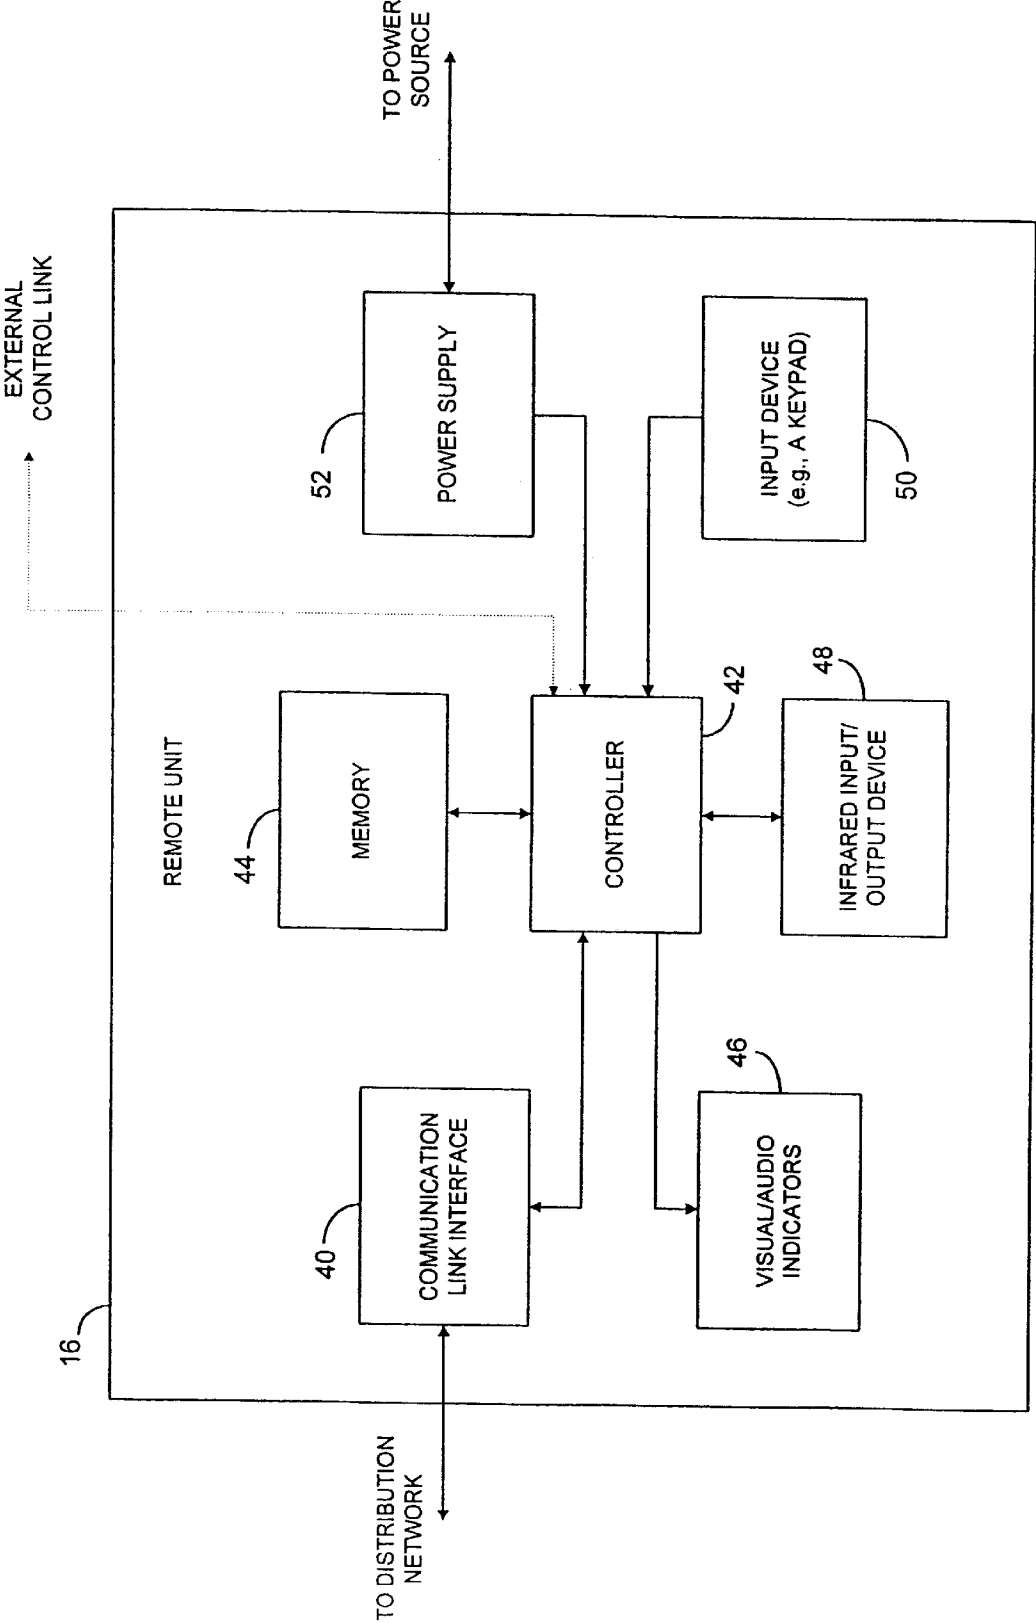 EXTERNAL
CONTROL LINK
16
REMOTE UNIT
TO DISTRIBUTION
NETWORK
40
COMMUNICATION
LINK INTERFACE
44
MEMORY
52
POWER SUPPLY
TO POWER
SOURCE
CONTROLLER
42
46
VISUAL/AUDIO
INDICATORS
48
INFRARED INPUT/
OUTPUT DEVICE
INPUT DEVICE
(e.g., A KEYPAD)
50